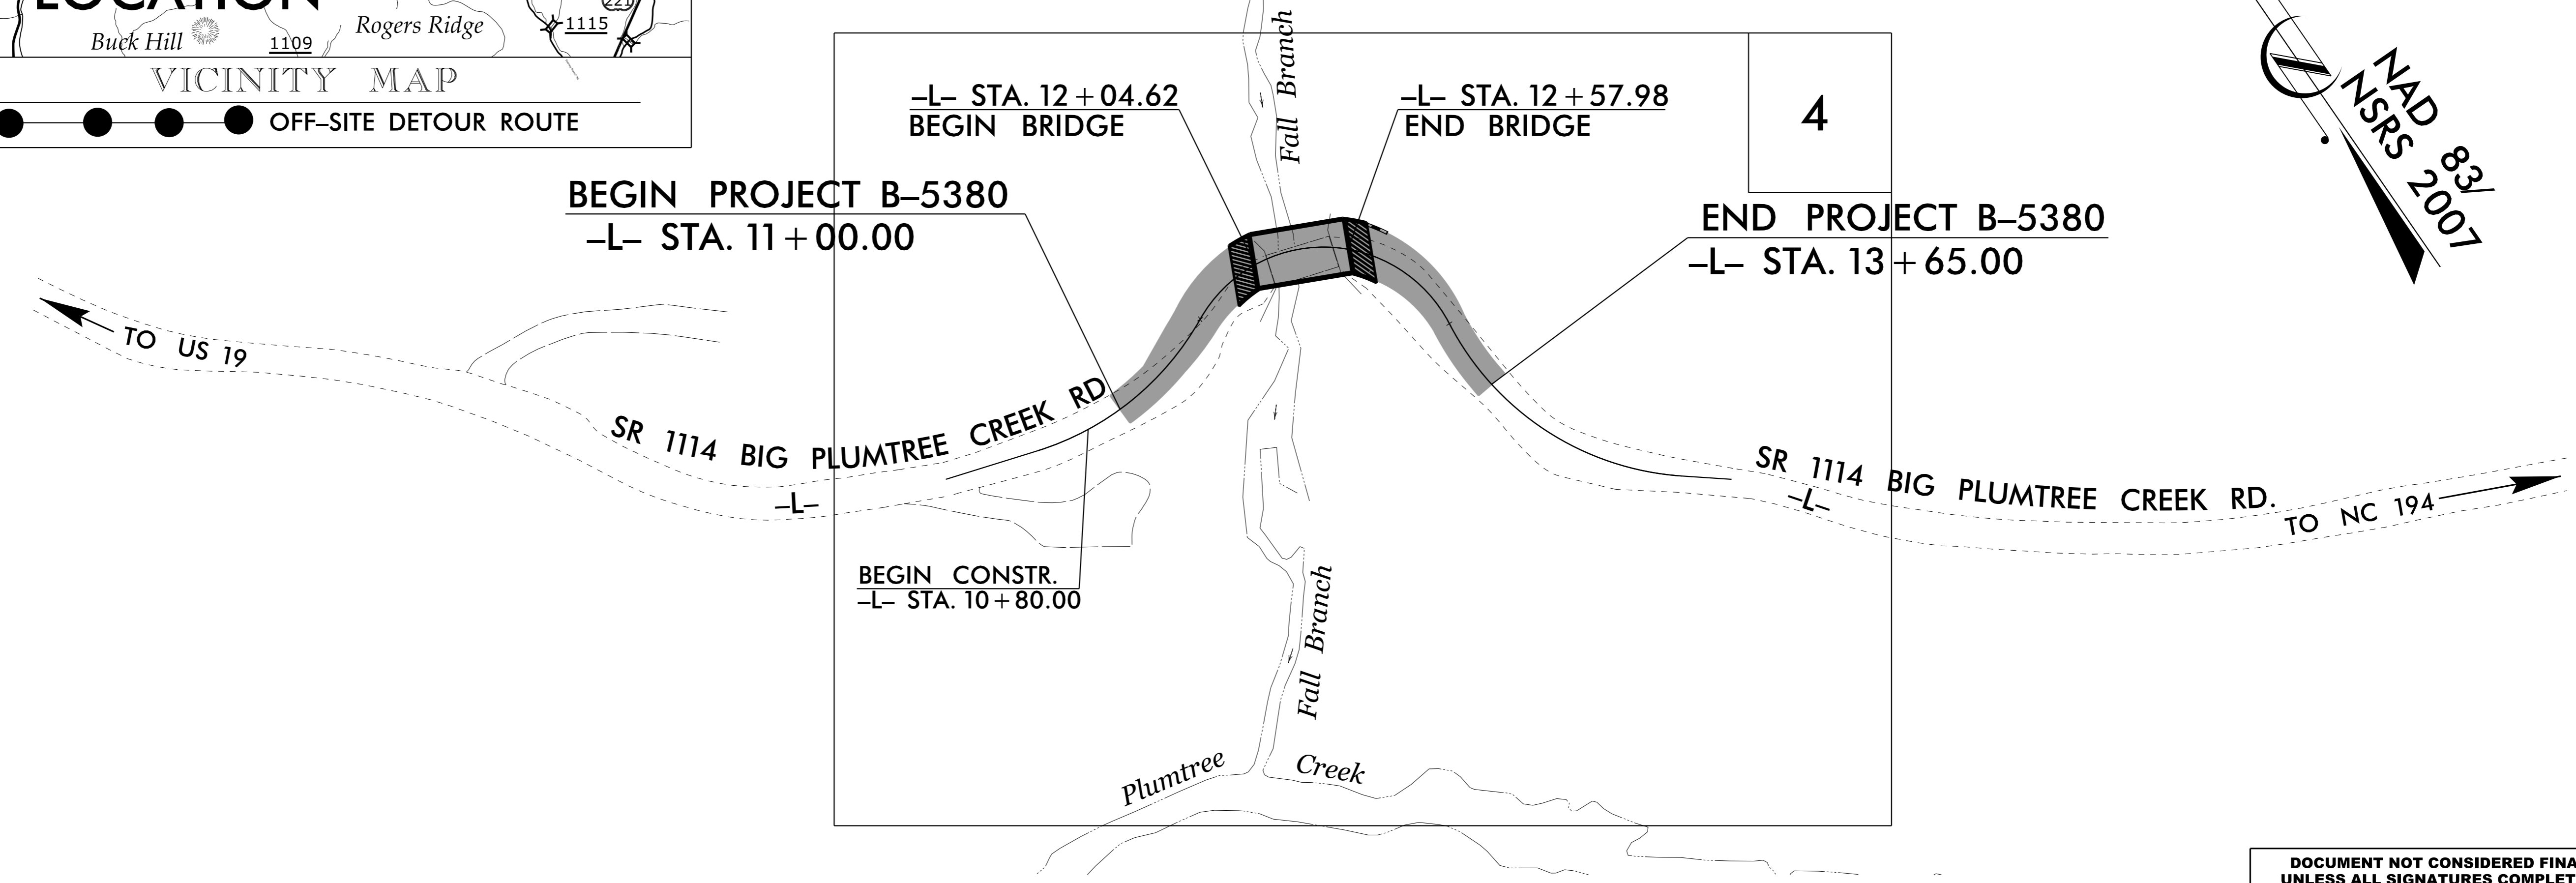 LOCATION
Buck Hill
1109
Rogers Ridge
1115
221
VICINITY MAP
OFF–SITE DETOUR ROUTE
–L– STA. 12+04.62
BEGIN BRIDGE
Fall Branch
–L– STA. 12+57.98
END BRIDGE
4
NAD 83/
NSRS 2007
BEGIN PROJECT B–5380
–L– STA. 11+00.00
END PROJECT B–5380
–L– STA. 13+65.00
TO US 19
SR 1114 BIG PLUMTREE CREEK RD
–L–
SR 1114 BIG PLUMTREE CREEK RD.
–L–
TO NC 194
BEGIN CONSTR.
–L– STA. 10+80.00
Fall Branch
Plumtree Creek
DOCUMENT NOT CONSIDERED FINA
UNLESS ALL SIGNATURES COMPLET